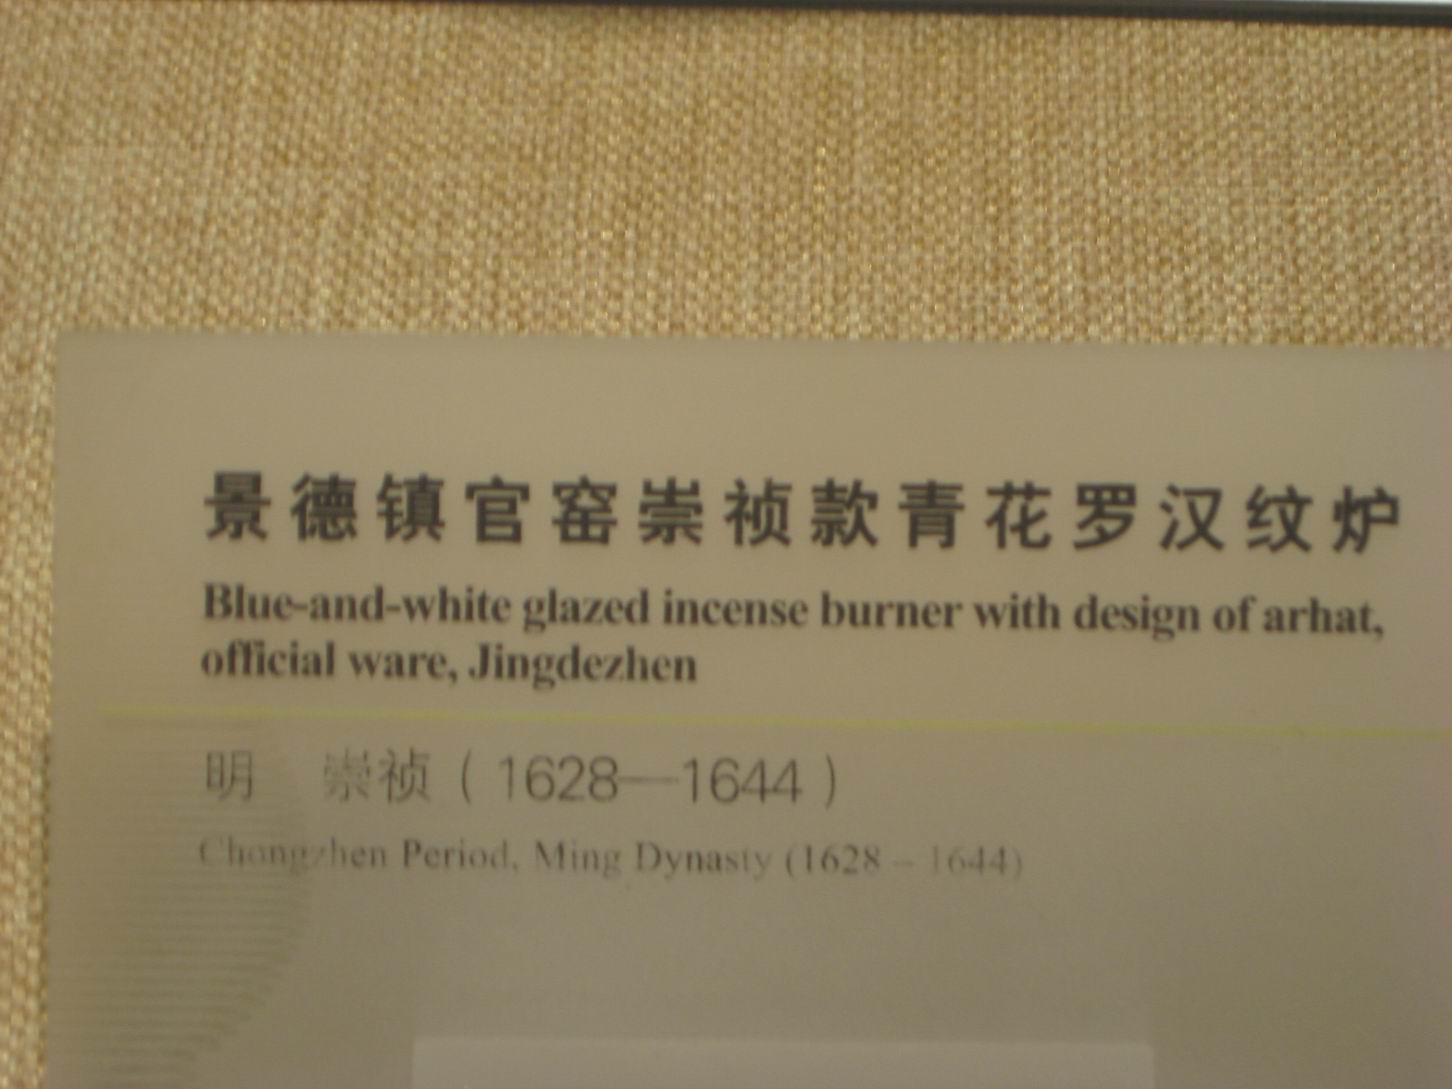 景德镇官窑崇祯款青花罗汉纹炉
Blue-and-white glazed incense burner with design of arhat,
official ware, Jingdezhen
明 崇祯（1628—1644）
Chongzhen Period, Ming Dynasty (1628 – 1644)